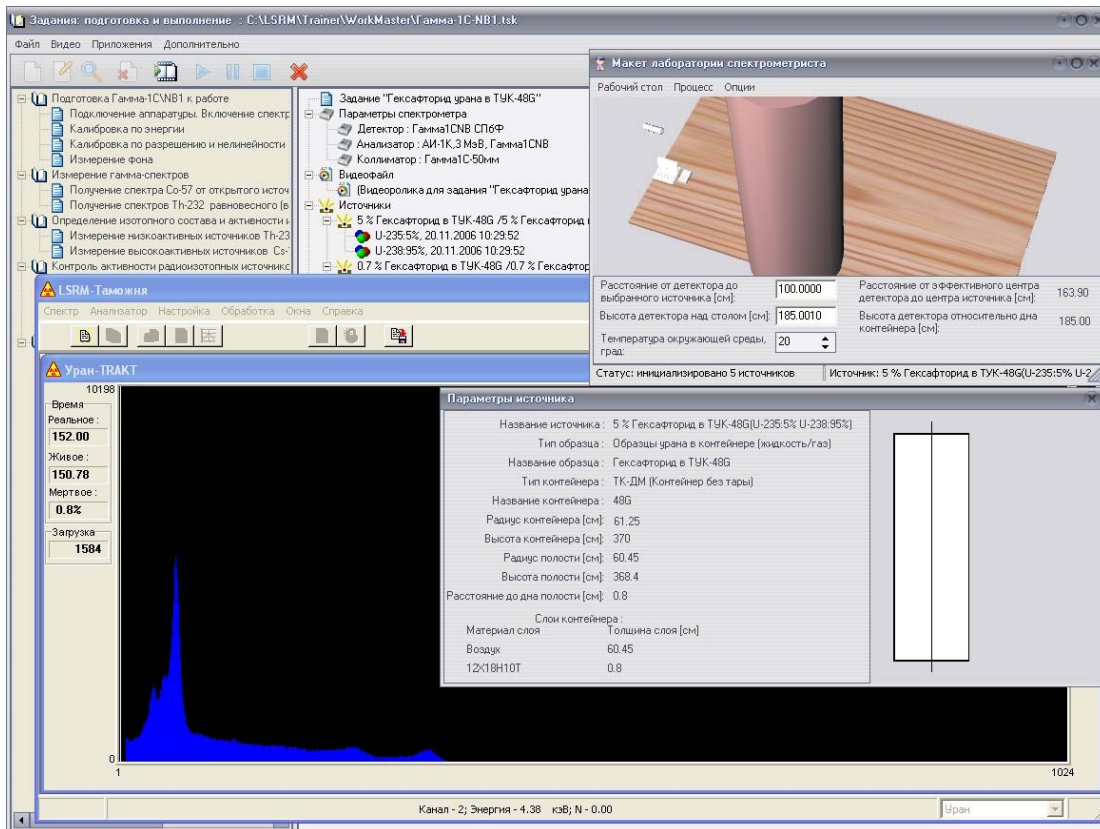 Задания: подготовка и выполнение : C:\LSRM\Trainer\WorkMaster\Гамма-1С-NB1.tsk
Файл Видео Приложения Дополнительно
Подготовка Гамма-1С\NB1 к работе
Подключение аппаратуры. Включение спектр
Калибровка по энергии
Калибровка по разрешению и нелинейности
Измерение фона
Измерение гамма-спектров
Получение спектра Co-57 от открытого источ
Получение спектров Th-232 равновесного (в
Определение изотопного состава и активности и
Измерение низкоактивных источников Th-23
Измерение высокоактивных источников Cs-
Контроль активности радиоизотопных источникс
Задание "Гексафторид урана в ТУК-48G"
Параметры спектрометра
Детектор : Гамма1СNB СПбФ
Анализатор : АИ-1К,3 МэВ, Гамма1СNB
Коллиматор : Гамма1С-50мм
Видеофайл
(Видеоролика для задания "Гексафторид урана
Источники
5 % Гексафторид в ТУК-48G /5 % Гексафторид
U-235:5%, 20.11.2006 10:29:52
U-238:95%, 20.11.2006 10:29:52
0.7 % Гексафторид в ТУК-48G /0.7 % Гексафтор
Макет лаборатории спектрометриста
Рабочий стол Процесс Опции
Расстояние от детектора до выбранного источника [см]: 100.0000
Расстояние от эффективного центра детектора до центра источника [см]: 163.90
Высота детектора над столом [см]: 185.0010
Высота детектора относительно дна контейнера [см]: 185.00
Температура окружающей среды, град: 20
Статус: инициализировано 5 источников
Источник: 5 % Гексафторид в ТУК-48G(U-235:5% U-2
LSRM-Таможня
Спектр Анализатор Настройка Обработка Окна Справка
Уран-TRAKT
10198
Время
Реальное :
152.00
Живое :
150.78
Мертвое :
0.8%
Загрузка
1584
0
1
1024
Параметры источника
Название источника : 5 % Гексафторид в ТУК-48G(U-235:5% U-238:95%)
Тип образца : Образцы урана в контейнере (жидкость/газ)
Название образца : Гексафторид в ТУК-48G
Тип контейнера : ТК-ДМ (Контейнер без тары)
Название контейнера : 48G
Радиус контейнера [см]: 61.25
Высота контейнера [см]: 370
Радиус полости [см]: 60.45
Высота полости [см]: 368.4
Расстояние до дна полости [см]: 0.8
Слои контейнера :
Материал слоя Толщина слоя [см]
Воздух 60.45
12X18H10T 0.8
Канал - 2; Энергия - 4.38 кэВ; N - 0.00
Уран